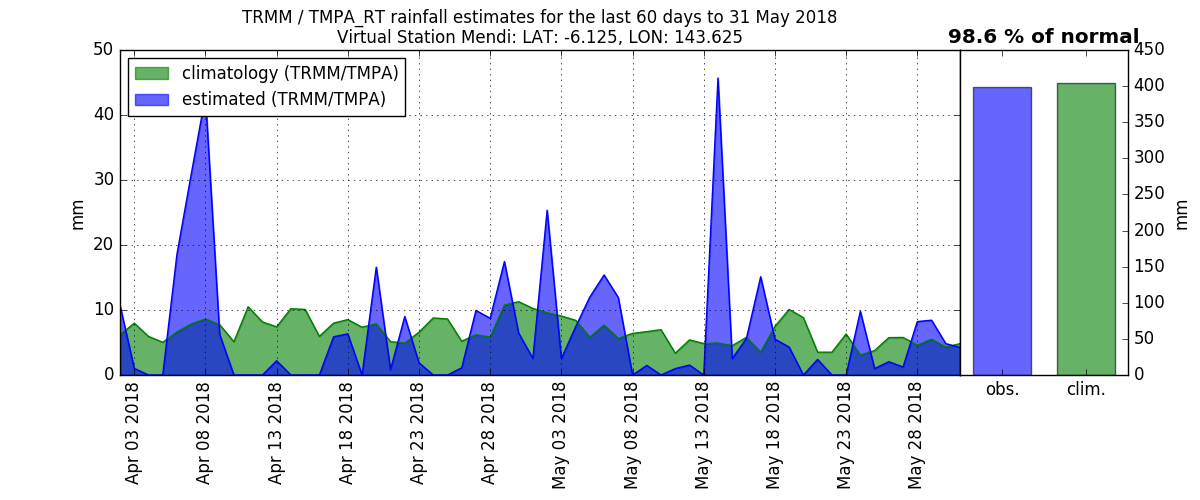 TRMM / TMPA_RT rainfall estimates for the last 60 days to 31 May 2018
Virtual Station Mendi: LAT: -6.125, LON: 143.625
98.6 % of normal
climatology (TRMM/TMPA)
estimated (TRMM/TMPA)
mm
50
40
30
20
10
0
Apr 03 2018
Apr 08 2018
Apr 13 2018
Apr 18 2018
Apr 23 2018
Apr 28 2018
May 03 2018
May 08 2018
May 13 2018
May 18 2018
May 23 2018
May 28 2018
obs.
clim.
450
400
350
300
250
200
150
100
50
0
mm